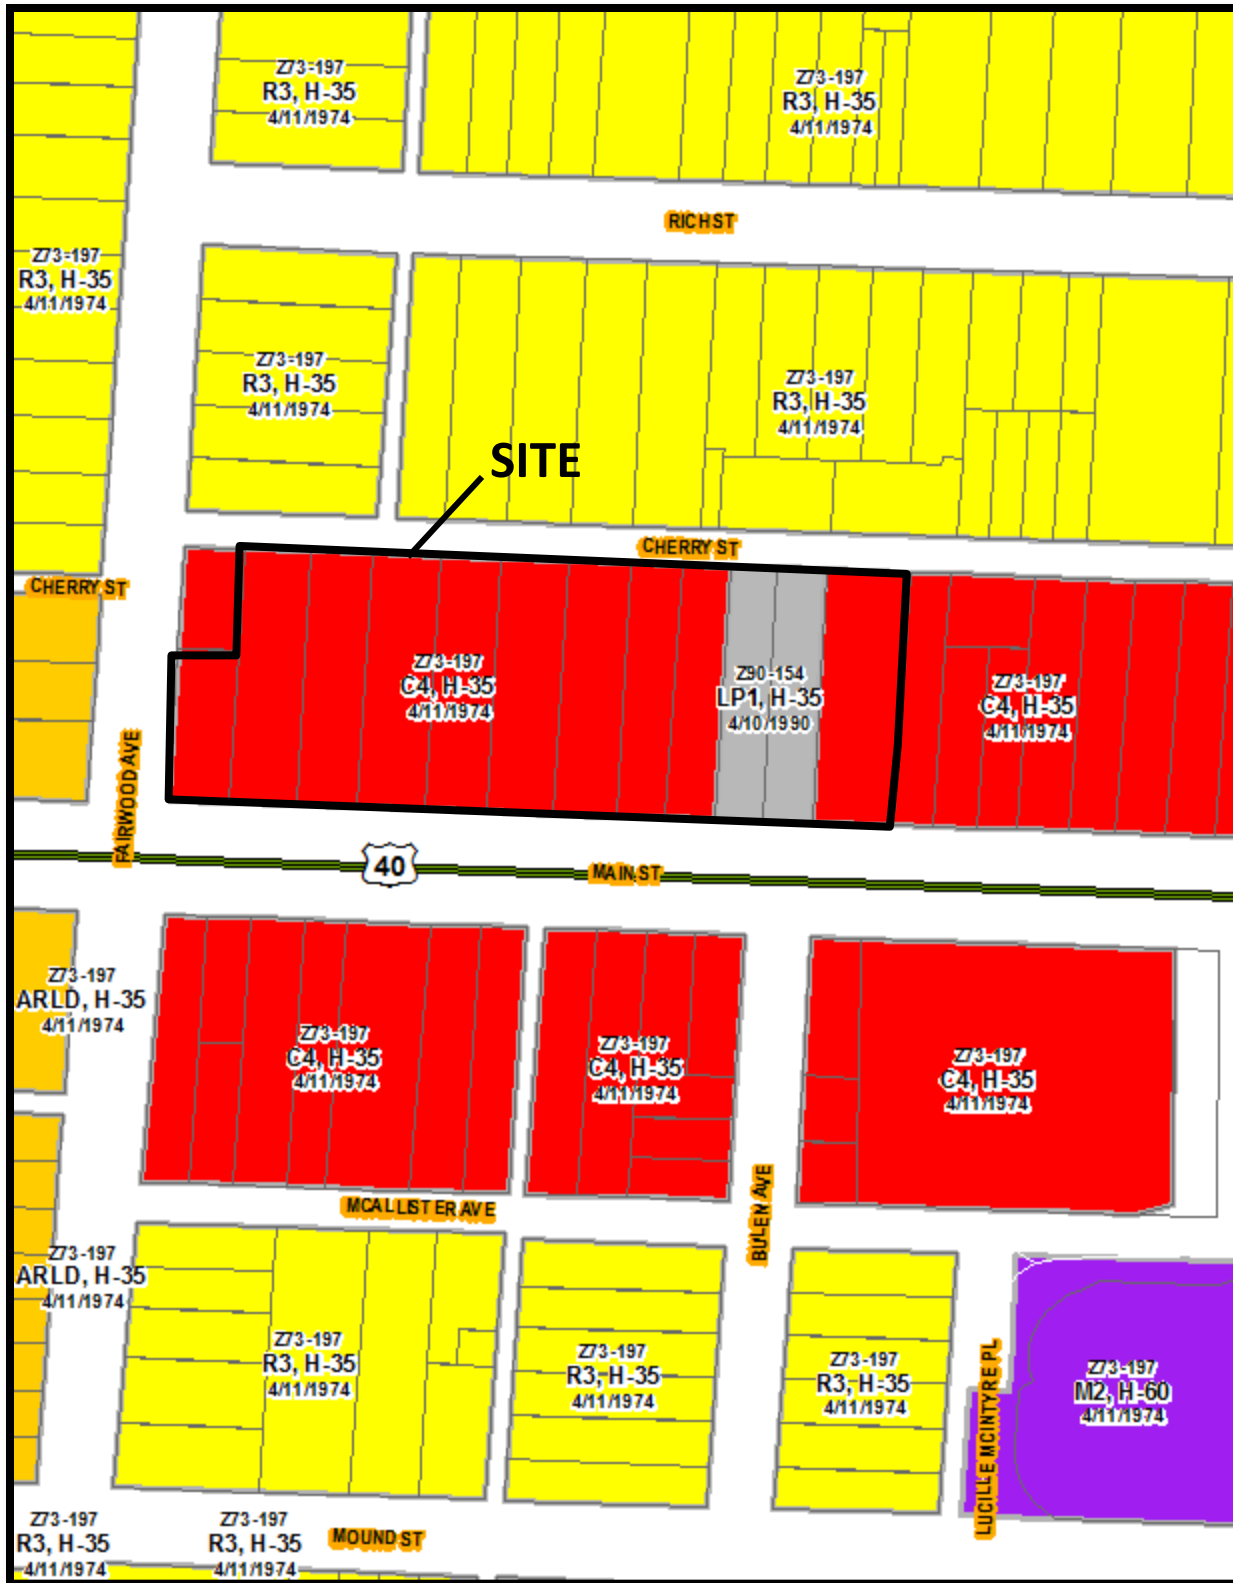 Z73-197
R3, H-35
4/11/1974
Z73-197
R3, H-35
4/11/1974
RICH ST
Z73-197
R3, H-35
4/11/1974
Z73-197
R3, H-35
4/11/1974
Z73-197
R3, H-35
4/11/1974
SITE
CHERRY ST
CHERRY ST
Z73-197
C4, H-35
4/11/1974
Z90-154
LP1, H-35
4/10/1990
Z73-197
C4, H-35
4/11/1974
FAIRWOOD AVE
40
MAIN ST
Z73-197
ARLD, H-35
4/11/1974
Z73-197
C4, H-35
4/11/1974
Z73-197
C4, H-35
4/11/1974
Z73-197
C4, H-35
4/11/1974
MCALLISTER AVE
BULEN AVE
Z73-197
ARLD, H-35
4/11/1974
Z73-197
R3, H-35
4/11/1974
Z73-197
R3, H-35
4/11/1974
Z73-197
R3, H-35
4/11/1974
LUCILLE MCINTYRE PL
Z73-197
M2, H-60
4/11/1974
Z73-197
R3, H-35
4/11/1974
Z73-197
R3, H-35
4/11/1974
MOUND ST